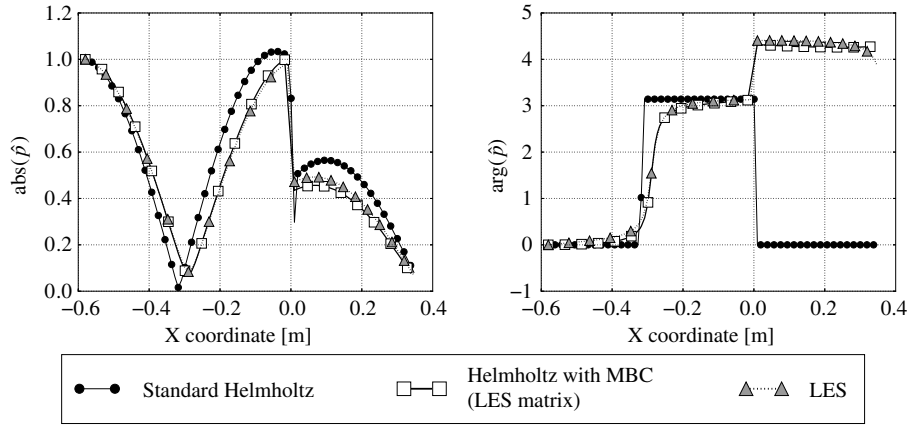 1.2
1.0
0.8
0.6
0.4
0.2
0.0
abs(p̂)
−0.6 −0.4 −0.2 0.0 0.2 0.4
X coordinate [m]
5
4
3
2
1
0
−1
arg(p̂)
−0.6 −0.4 −0.2 0.0 0.2 0.4
X coordinate [m]
Standard Helmholtz
Helmholtz with MBC
(LES matrix)
LES